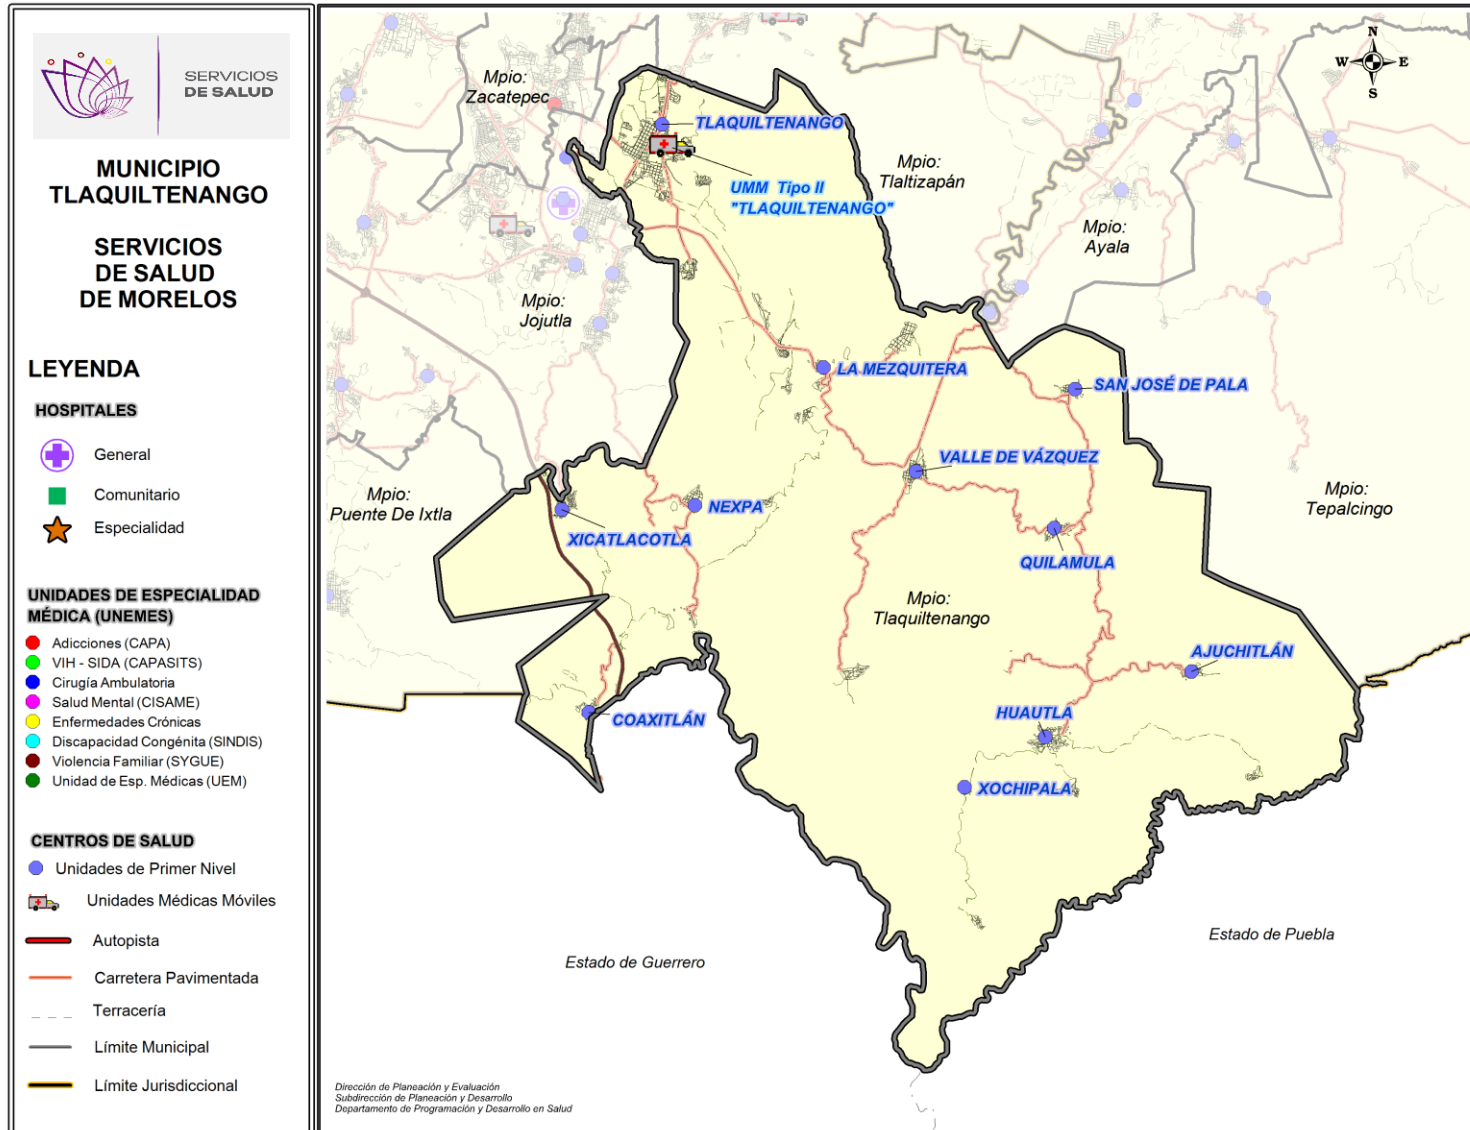 SERVICIOS
DE SALUD
MUNICIPIO
TLAQUILTENANGO
SERVICIOS
DE SALUD
DE MORELOS
LEYENDA
HOSPITALES
General
Comunitario
Especialidad
UNIDADES DE ESPECIALIDAD
MÉDICA (UNEMES)
Adicciones (CAPA)
VIH - SIDA (CAPASITS)
Cirugía Ambulatoria
Salud Mental (CISAME)
Enfermedades Crónicas
Discapacidad Congénita (SINDIS)
Violencia Familiar (SYGUE)
Unidad de Esp. Médicas (UEM)
CENTROS DE SALUD
Unidades de Primer Nivel
Unidades Médicas Móviles
Autopista
Carretera Pavimentada
Terracería
Límite Municipal
Límite Jurisdiccional
N
W E
S
Mpio:
Zacatepec
TLAQUILTENANGO
UMM Tipo II
"TLAQUILTENANGO"
Mpio:
Tlaltizapán
Mpio:
Ayala
Mpio:
Jojutla
LA MEZQUITERA
SAN JOSÉ DE PALA
VALLE DE VÁZQUEZ
Mpio:
Puente De Ixtla
NEXPA
XICATLACOTLA
Mpio:
Tepalcingo
QUILAMULA
Mpio:
Tlaquiltenango
AJUCHITLÁN
COAXITLÁN
HUAUTLA
XOCHIPALA
Estado de Guerrero
Estado de Puebla
Dirección de Planeación y Evaluación
Subdirección de Planeación y Desarrollo
Departamento de Programación y Desarrollo en Salud